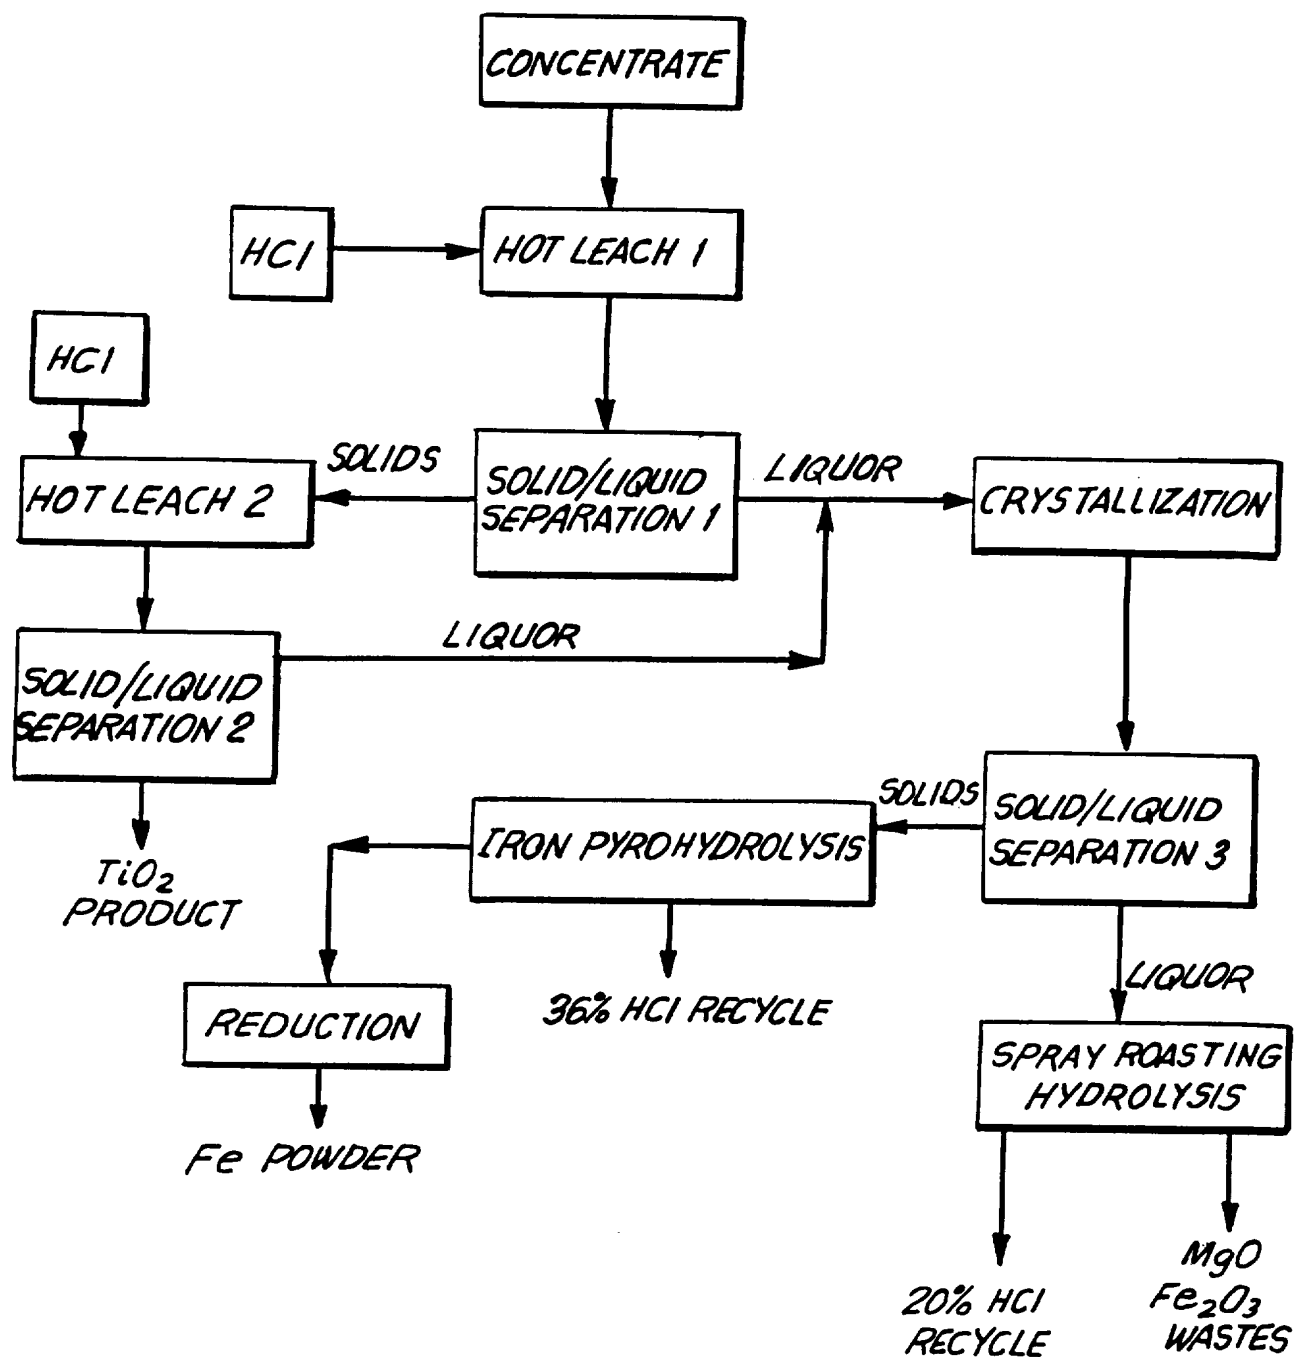 CONCENTRATE
HCl
HOT LEACH 1
HCl
SOLIDS
LIQUOR
HOT LEACH 2
SOLID/LIQUID
SEPARATION 1
CRYSTALLIZATION
LIQUOR
SOLID/LIQUID
SEPARATION 2
SOLIDS
SOLID/LIQUID
SEPARATION 3
IRON PYROHYDROLYSIS
TiO₂
PRODUCT
LIQUOR
REDUCTION
36% HCl RECYCLE
SPRAY ROASTING
HYDROLYSIS
Fe POWDER
20% HCl
RECYCLE
MgO
Fe₂O₃
WASTES